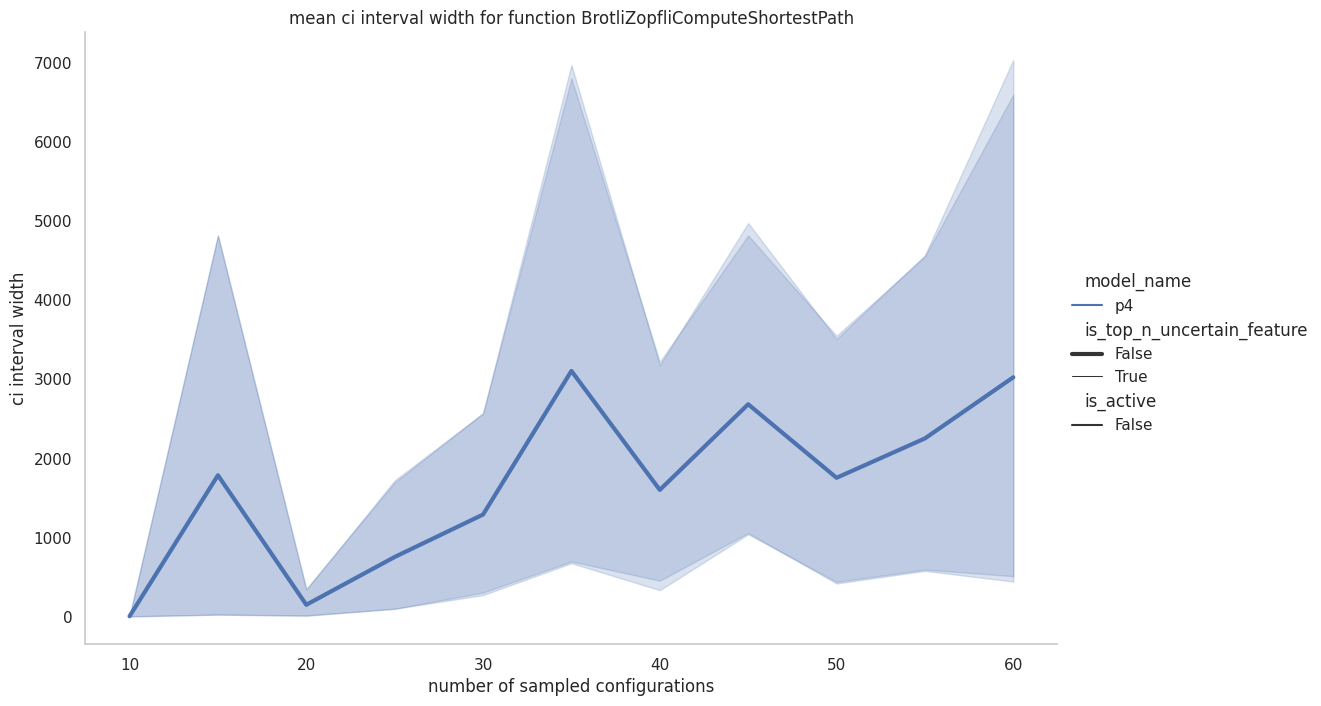 mean ci interval width for function BrotliZopfliComputeShortestPath
7000
6000
5000
4000
3000
2000
1000
0
ci interval width
10
20
30
40
50
60
number of sampled configurations
model_name
p4
is_top_n_uncertain_feature
False
True
is_active
False